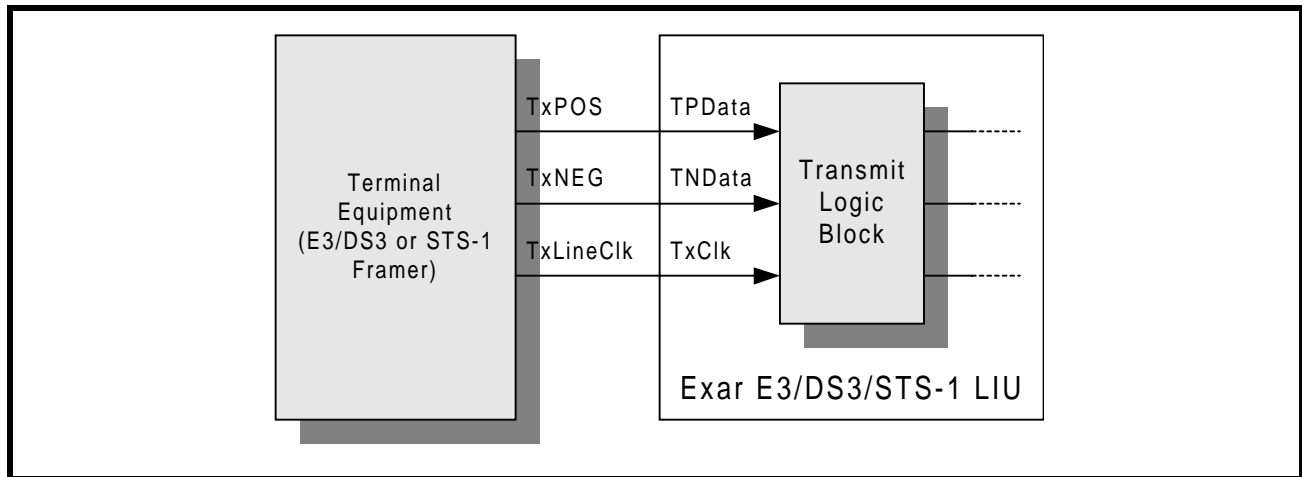 TxPOS
TPData
TxNEG
TNData
TxLineClk
TxClk
Terminal
Equipment
(E3/DS3 or STS-1
Framer)
Transmit
Logic
Block
Exar E3/DS3/STS-1 LIU